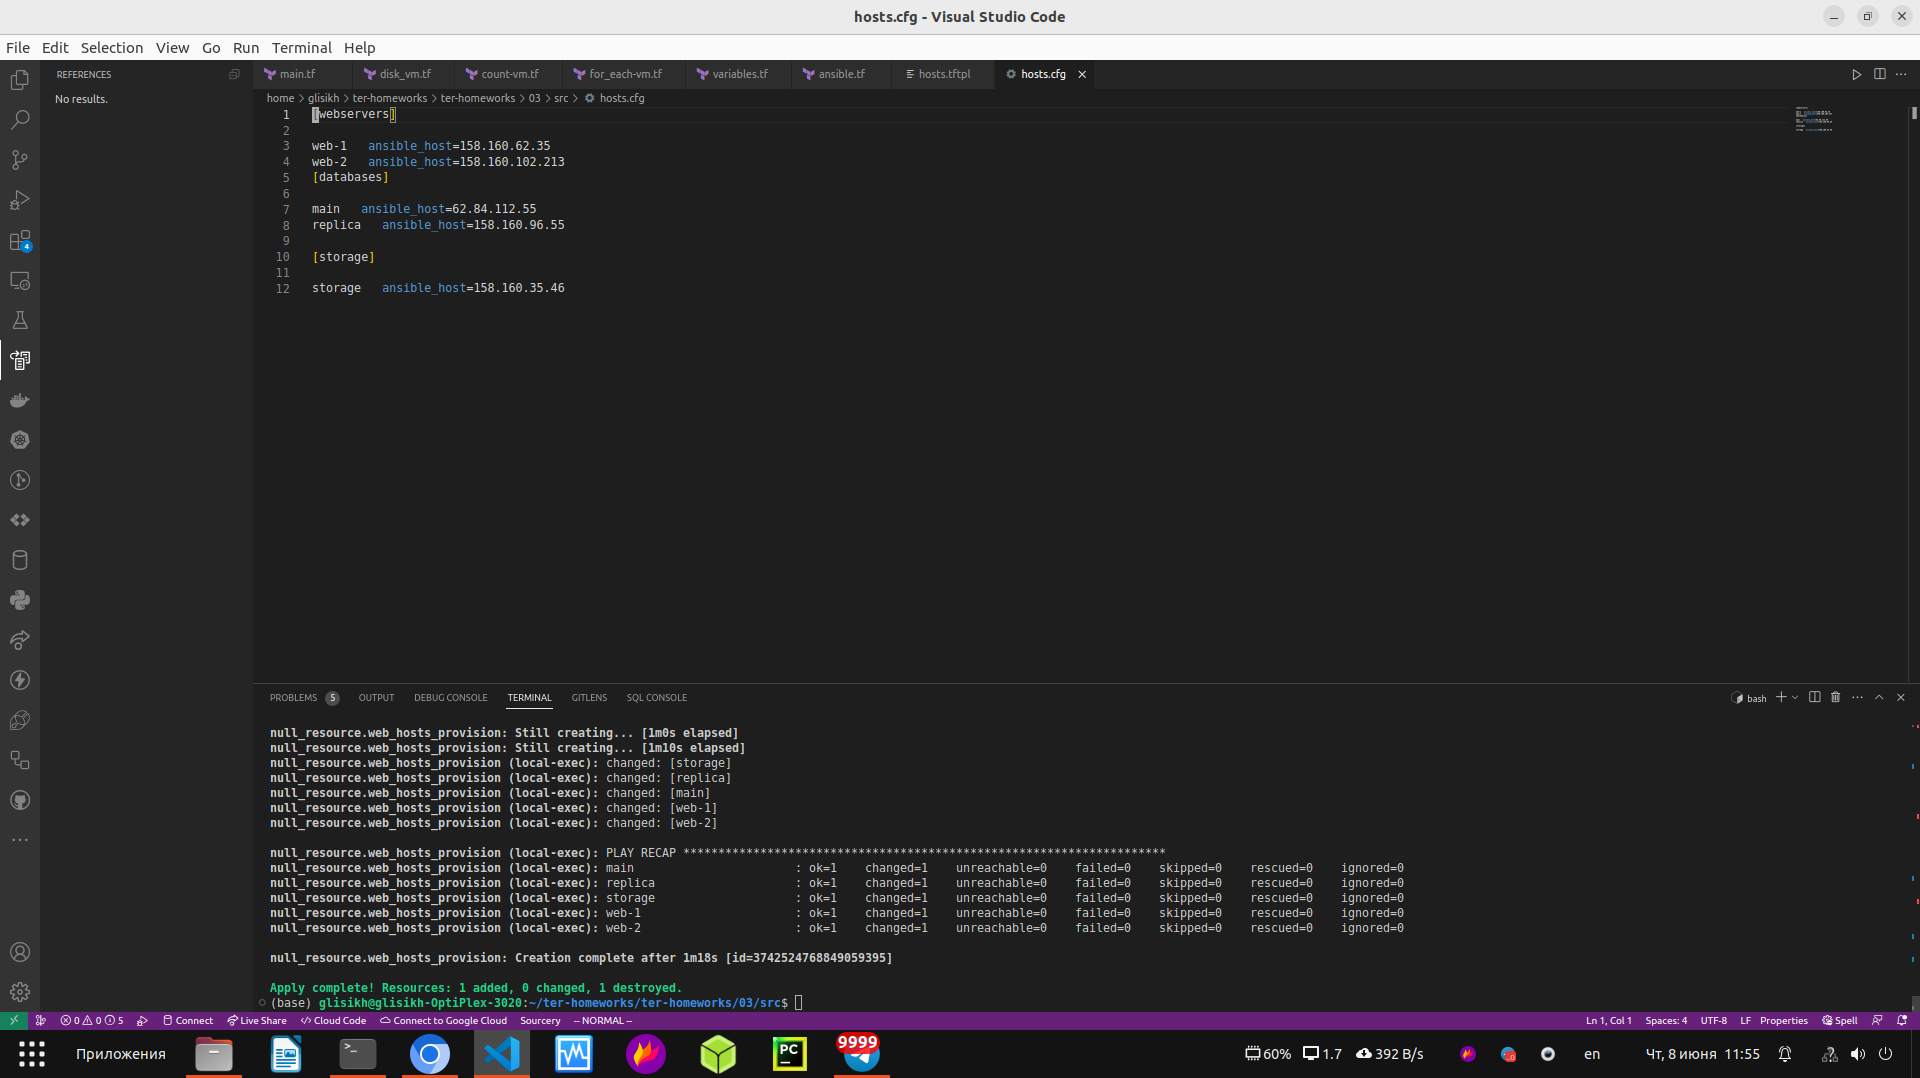 hosts.cfg - Visual Studio Code
File Edit Selection View Go Run Terminal Help
REFERENCES
No results.
main.tf disk_vm.tf count-vm.tf for_each-vm.tf variables.tf ansible.tf hosts.tftpl hosts.cfg
home > glisikh > ter-homeworks > ter-homeworks > 03 > src > hosts.cfg
1 [webservers]
2
3 web-1   ansible_host=158.160.62.35
4 web-2   ansible_host=158.160.102.213
5 [databases]
6
7 main   ansible_host=62.84.112.55
8 replica   ansible_host=158.160.96.55
9
10 [storage]
11
12 storage   ansible_host=158.160.35.46
4
PROBLEMS 5 OUTPUT DEBUG CONSOLE TERMINAL GITLENS SQL CONSOLE
bash
null_resource.web_hosts_provision: Still creating... [1m0s elapsed]
null_resource.web_hosts_provision: Still creating... [1m10s elapsed]
null_resource.web_hosts_provision (local-exec): changed: [storage]
null_resource.web_hosts_provision (local-exec): changed: [replica]
null_resource.web_hosts_provision (local-exec): changed: [main]
null_resource.web_hosts_provision (local-exec): changed: [web-1]
null_resource.web_hosts_provision (local-exec): changed: [web-2]
null_resource.web_hosts_provision (local-exec): PLAY RECAP *********************************************************************
null_resource.web_hosts_provision (local-exec): main : ok=1 changed=1 unreachable=0 failed=0 skipped=0 rescued=0 ignored=0
null_resource.web_hosts_provision (local-exec): replica : ok=1 changed=1 unreachable=0 failed=0 skipped=0 rescued=0 ignored=0
null_resource.web_hosts_provision (local-exec): storage : ok=1 changed=1 unreachable=0 failed=0 skipped=0 rescued=0 ignored=0
null_resource.web_hosts_provision (local-exec): web-1 : ok=1 changed=1 unreachable=0 failed=0 skipped=0 rescued=0 ignored=0
null_resource.web_hosts_provision (local-exec): web-2 : ok=1 changed=1 unreachable=0 failed=0 skipped=0 rescued=0 ignored=0
null_resource.web_hosts_provision: Creation complete after 1m18s [id=3742524768849059395]
Apply complete! Resources: 1 added, 0 changed, 1 destroyed.
(base) glisikh@glisikh-OptiPlex-3020:~/ter-homeworks/ter-homeworks/03/src$
0 0 5 Connect Live Share Cloud Code Connect to Google Cloud Sourcery -- NORMAL -- Ln 1, Col 1 Spaces: 4 UTF-8 LF Properties Spell
Приложения PC 9999 60% 1.7 392 B/s en Чт, 8 июня 11:55